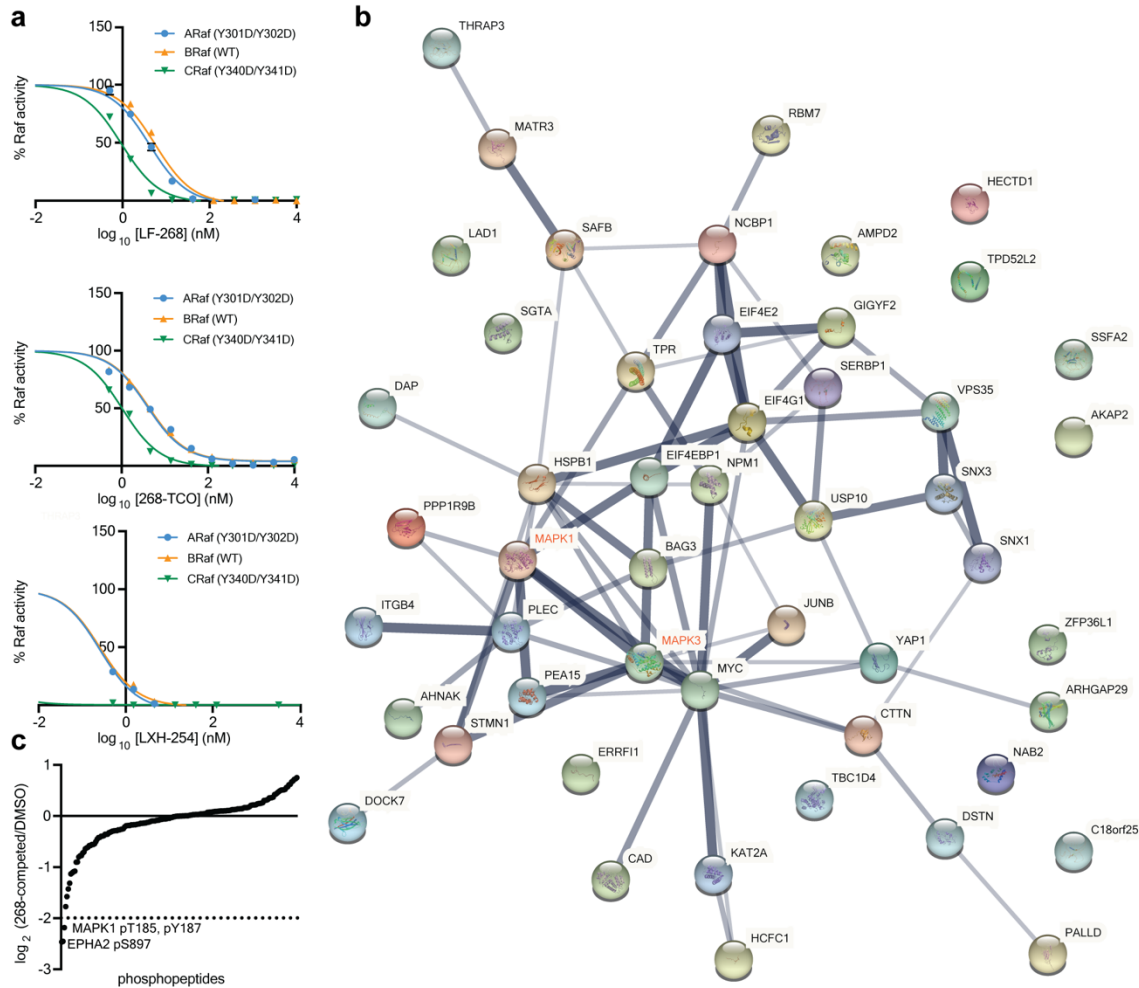 a
150
100
50
% Raf activity
ARaf (Y301D/Y302D)
BRaf (WT)
CRaf (Y340D/Y341D)
-2 0 2 4
log 10 [LF-268] (nM)
150
100
50
% Raf activity
ARaf (Y301D/Y302D)
BRaf (WT)
CRaf (Y340D/Y341D)
-2 0 2 4
log 10 [268-TCO] (nM)
150
100
50
% Raf activity
ARaf (Y301D/Y302D)
BRaf (WT)
CRaf (Y340D/Y341D)
-2 0 2 4
log 10 [LXH-254] (nM)
b
THRAP3
MATR3
RBM7
HECTD1
LAD1
SAFB
NCBP1
AMPD2
TPD52L2
SGTA
EIF4E2
GIGYF2
SSFA2
TPR
SERBP1
VPS35
DAP
EIF4G1
AKAP2
HSPB1
EIF4EBP1
NPM1
SNX3
PPP1R9B
USP10
MAPK1
BAG3
SNX1
ITGB4
PLEC
JUNB
ZFP36L1
MAPK3
YAP1
PEA15
MYC
AHNAK
ARHGAP29
STMN1
CTTN
ERRFI1
NAB2
TBC1D4
DOCK7
DSTN
C18orf25
CAD
KAT2A
HCFC1
PALLD
c
1
0
-1
-2
-3
log2 (268-competed/DMSO)
MAPK1 pT185, pY187
EPHA2 pS897
phosphopeptides